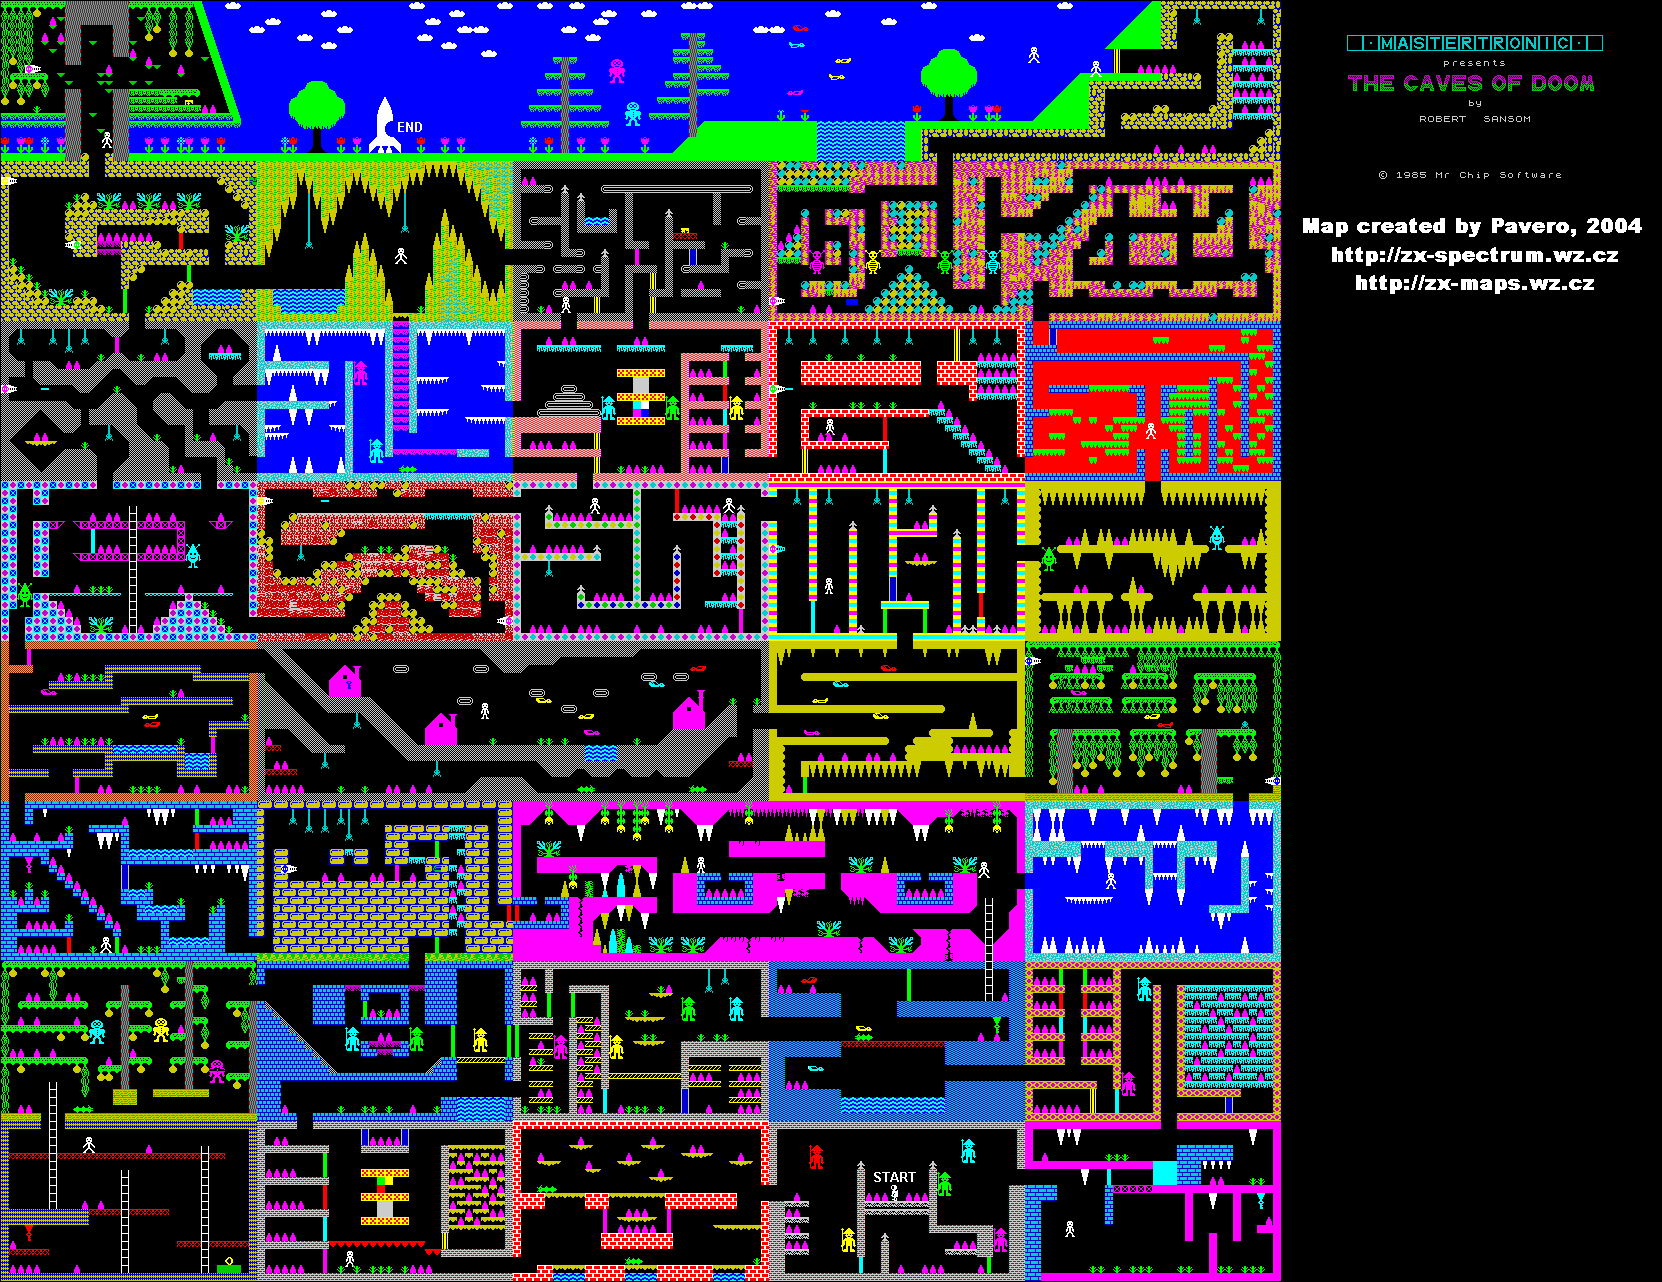 · MASTERTRONIC ·
presents
THE CAVES OF DOOM
by
ROBERT SANSOM
© 1985 Mr Chip Software
Map created by Pavero, 2004
http://zx-spectrum.wz.cz
http://zx-maps.wz.cz
END
START